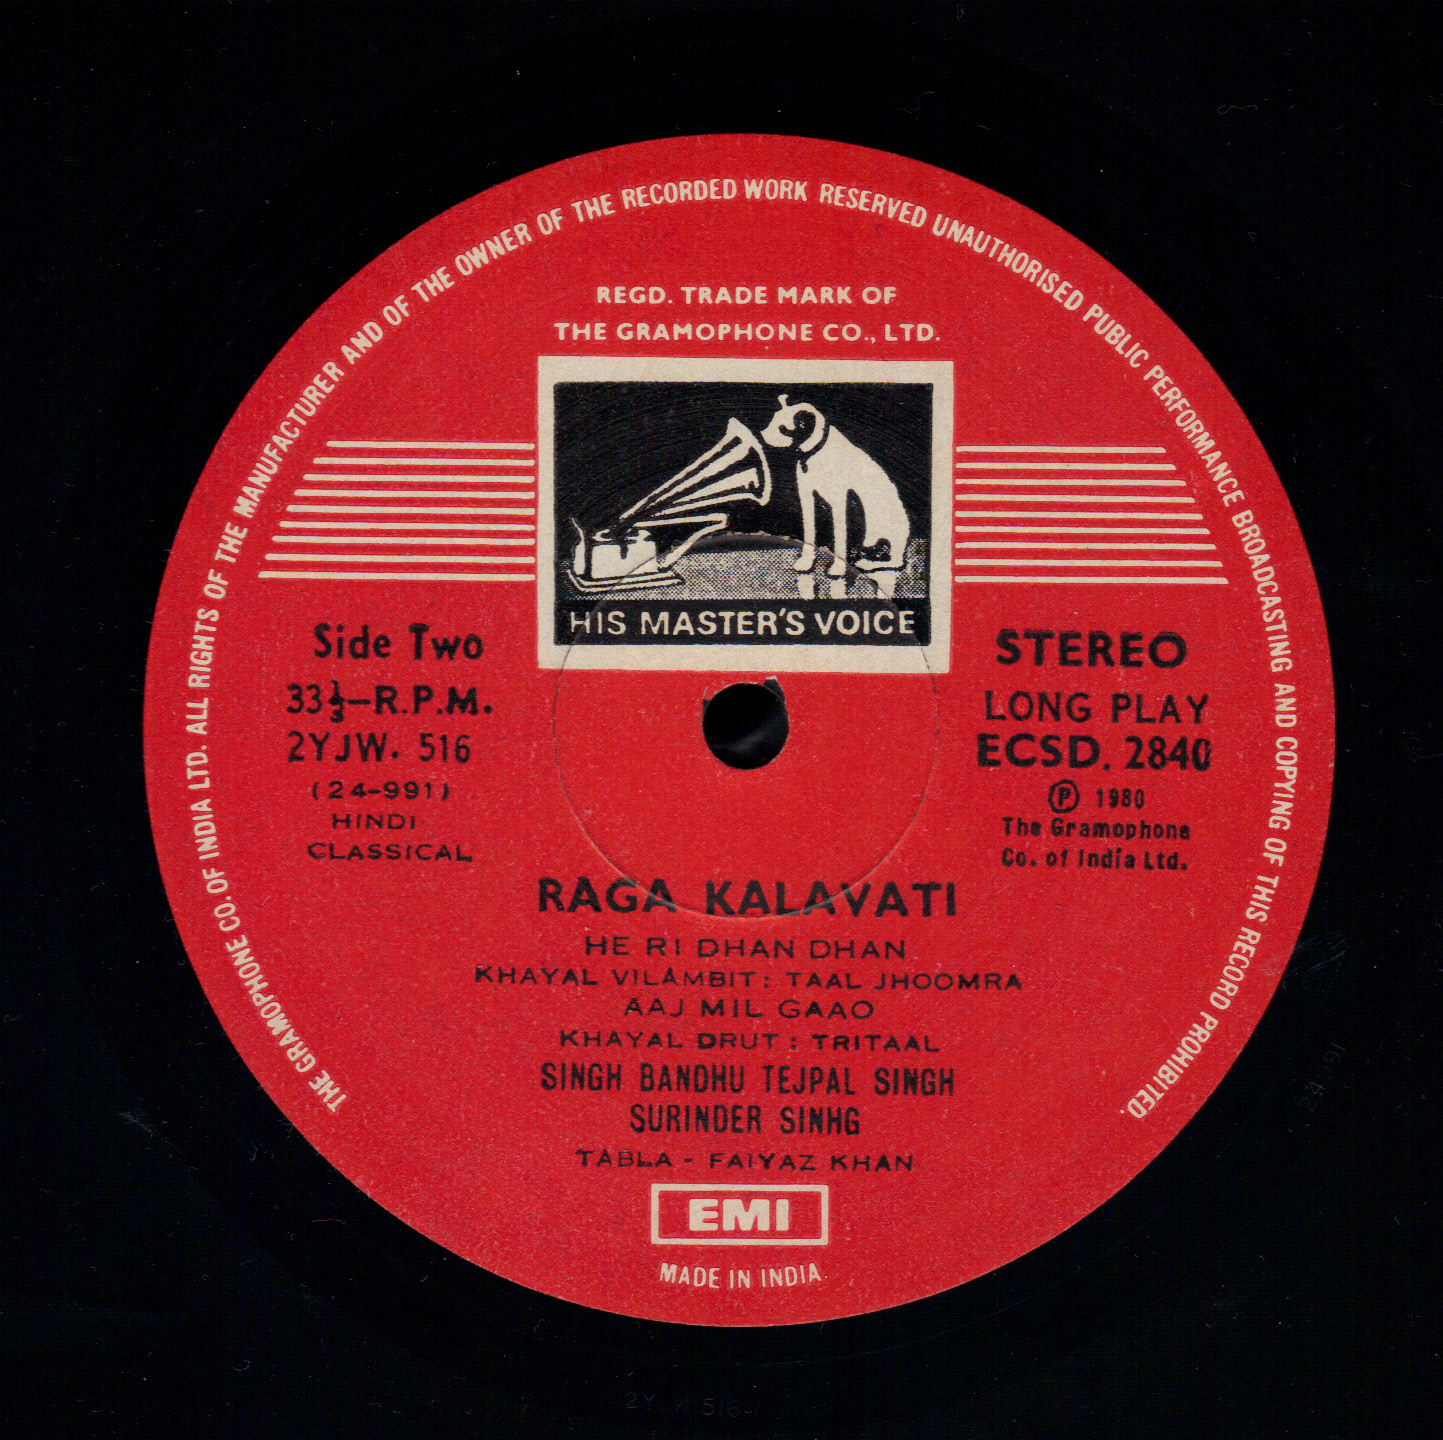 THE GRAMOPHONE CO. OF INDIA LTD. ALL RIGHTS OF THE MANUFACTURER AND OF THE OWNER OF THE RECORDED WORK RESERVED UNAUTHORISED PUBLIC PERFORMANCE BROADCASTING AND COPYING OF THIS RECORD PROHIBITED.
REGD. TRADE MARK OF
THE GRAMOPHONE CO., LTD.
HIS MASTER'S VOICE
Side Two
33⅓-R.P.M.
2YJW. 516
(24-991)
HINDI
CLASSICAL
STEREO
LONG PLAY
ECSD. 2840
Ⓟ 1980
The Gramophone
Co. of India Ltd.
RAGA KALAVATI
HE RI DHAN DHAN
KHAYAL VILAMBIT: TAAL JHOOMRA
AAJ MIL GAAO
KHAYAL DRUT : TRITAAL
SINGH BANDHU TEJPAL SINGH
SURINDER SINHG
TABLA - FAIYAZ KHAN
EMI
MADE IN INDIA